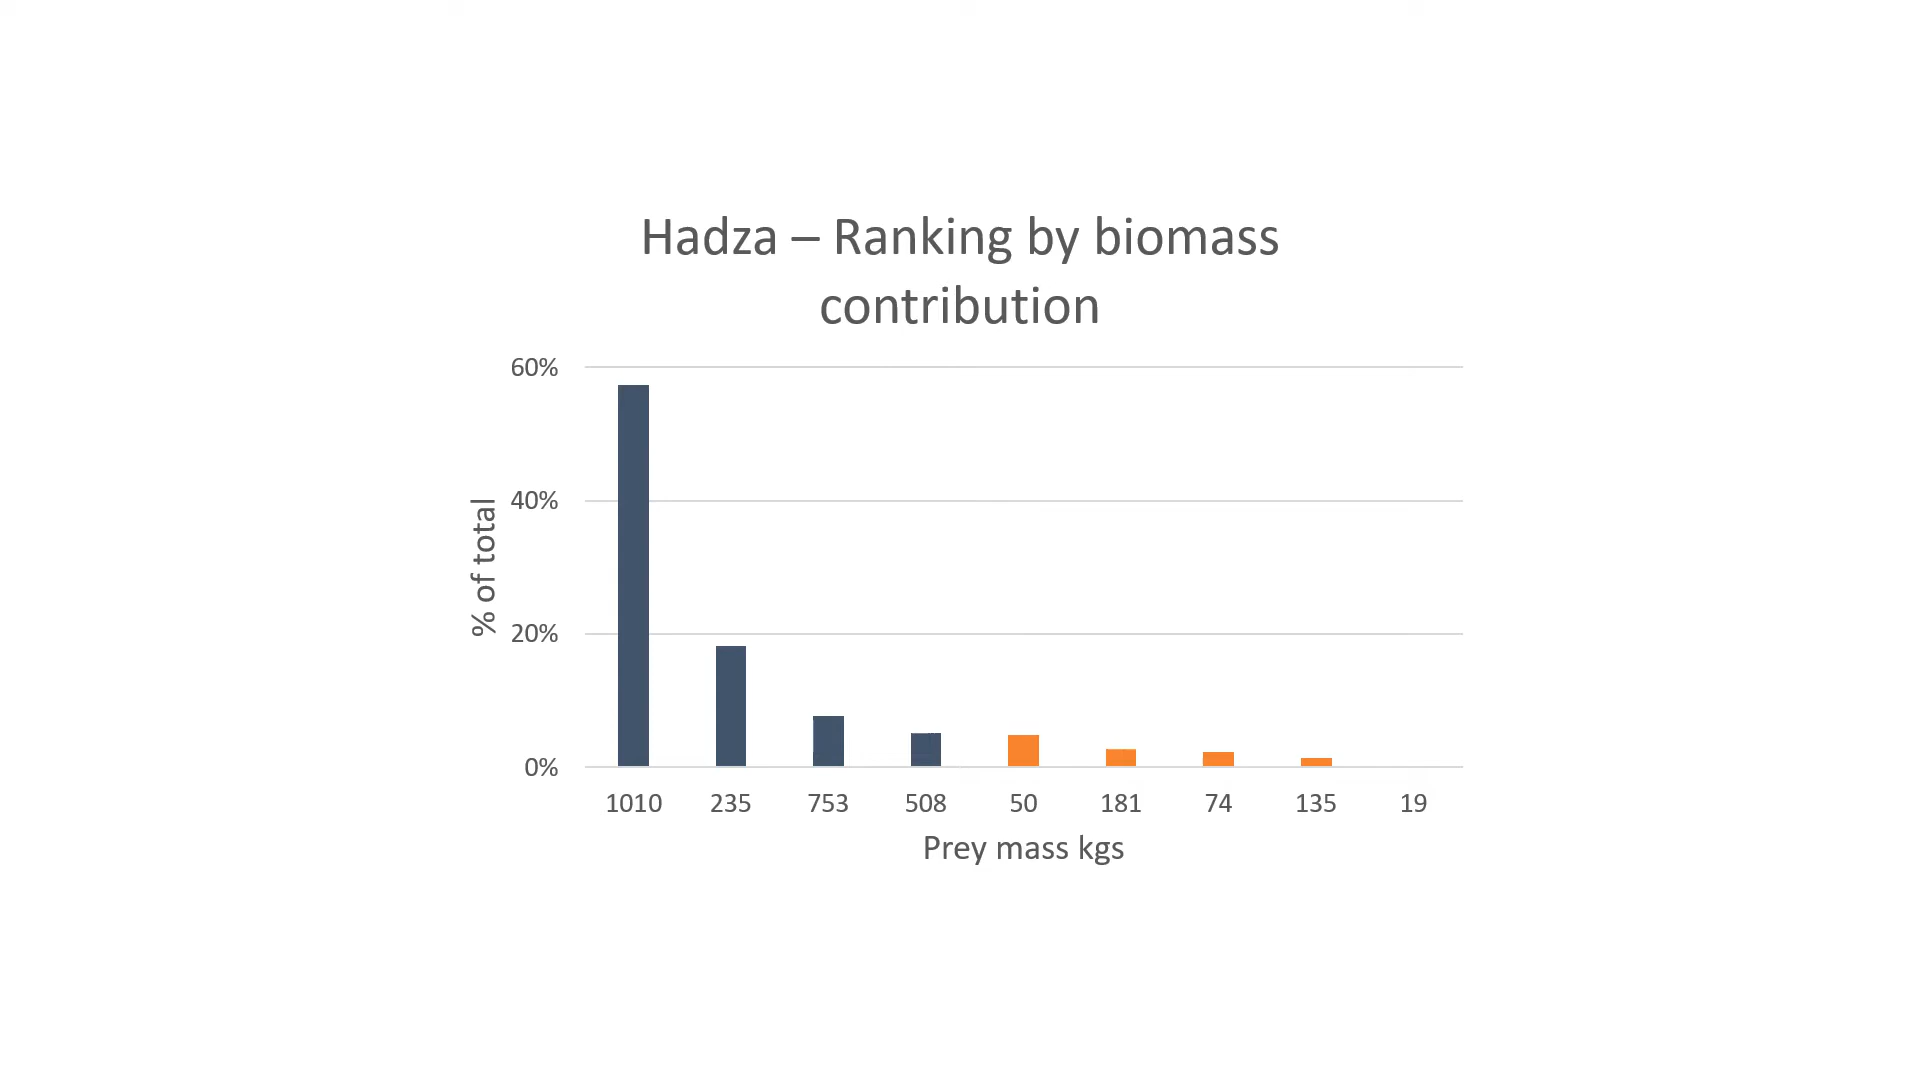 Hadza – Ranking by biomass
contribution
60%
40%
20%
0%
% of total
1010 235 753 508 50 181 74 135 19
Prey mass kgs